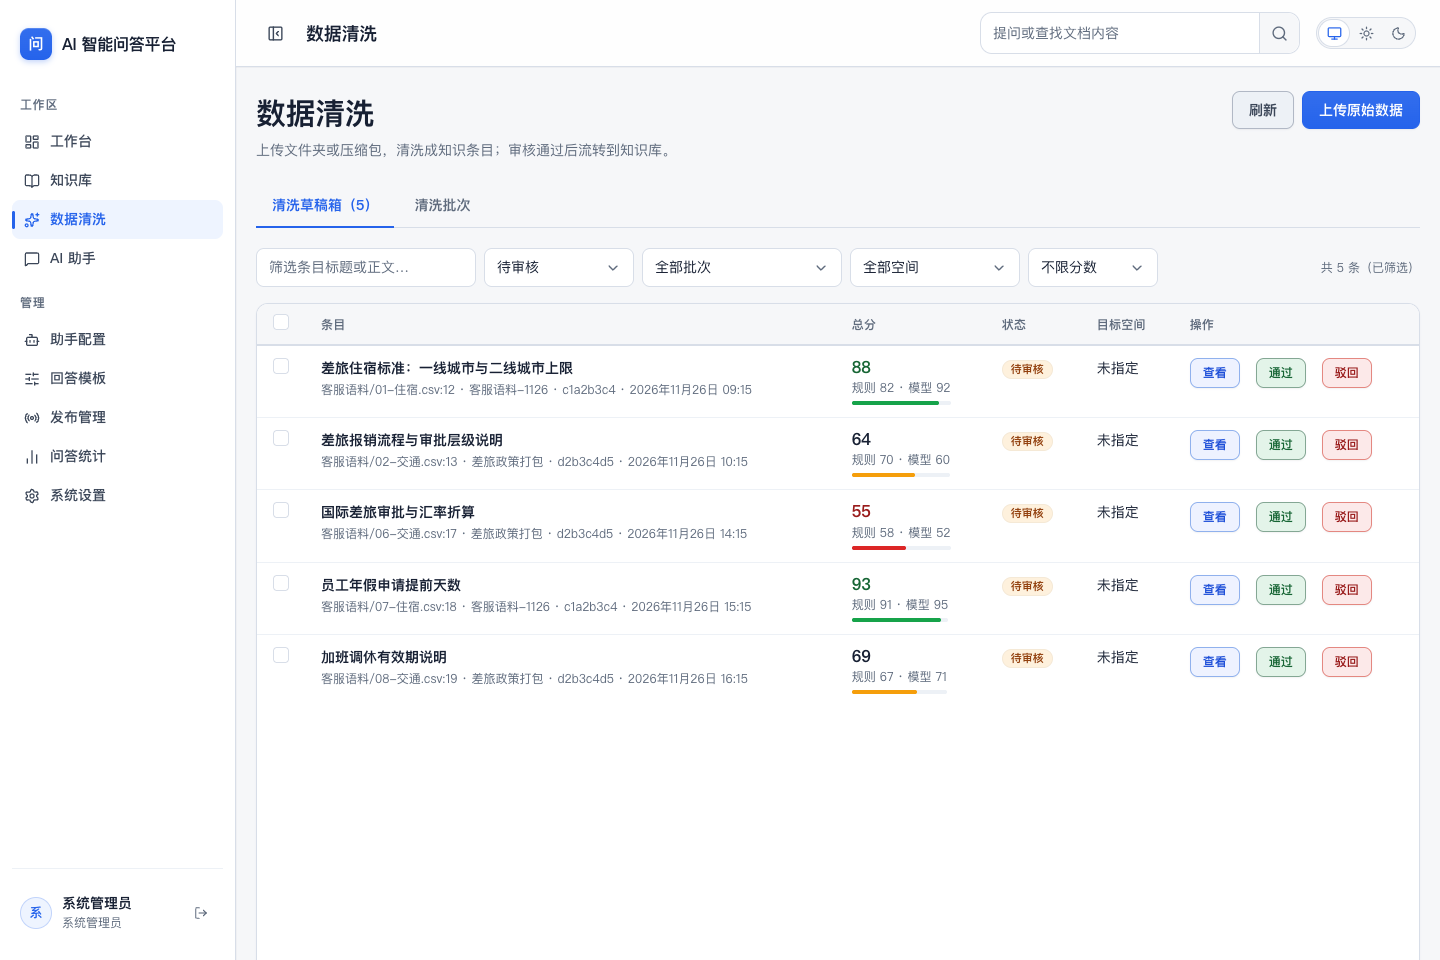 问
AI 智能问答平台
数据清洗
提问或查找文档内容
工作区
工作台
知识库
数据清洗
AI 助手
管理
助手配置
回答模板
发布管理
问答统计
系统设置
系
系统管理员
系统管理员
数据清洗
刷新
上传原始数据
上传文件夹或压缩包，清洗成知识条目；审核通过后流转到知识库。
清洗草稿箱（5）
清洗批次
筛选条目标题或正文…
待审核
全部批次
全部空间
不限分数
共 5 条（已筛选）
条目 总分 状态 目标空间 操作
差旅住宿标准：一线城市与二线城市上限 88 待审核 未指定 查看 通过 驳回
客服语料/01-住宿.csv:12 · 客服语料-1126 · c1a2b3c4 · 2026年11月26日 09:15 规则 82 · 模型 92
差旅报销流程与审批层级说明 64 待审核 未指定 查看 通过 驳回
客服语料/02-交通.csv:13 · 差旅政策打包 · d2b3c4d5 · 2026年11月26日 10:15 规则 70 · 模型 60
国际差旅审批与汇率折算 55 待审核 未指定 查看 通过 驳回
客服语料/06-交通.csv:17 · 差旅政策打包 · d2b3c4d5 · 2026年11月26日 14:15 规则 58 · 模型 52
员工年假申请提前天数 93 待审核 未指定 查看 通过 驳回
客服语料/07-住宿.csv:18 · 客服语料-1126 · c1a2b3c4 · 2026年11月26日 15:15 规则 91 · 模型 95
加班调休有效期说明 69 待审核 未指定 查看 通过 驳回
客服语料/08-交通.csv:19 · 差旅政策打包 · d2b3c4d5 · 2026年11月26日 16:15 规则 67 · 模型 71